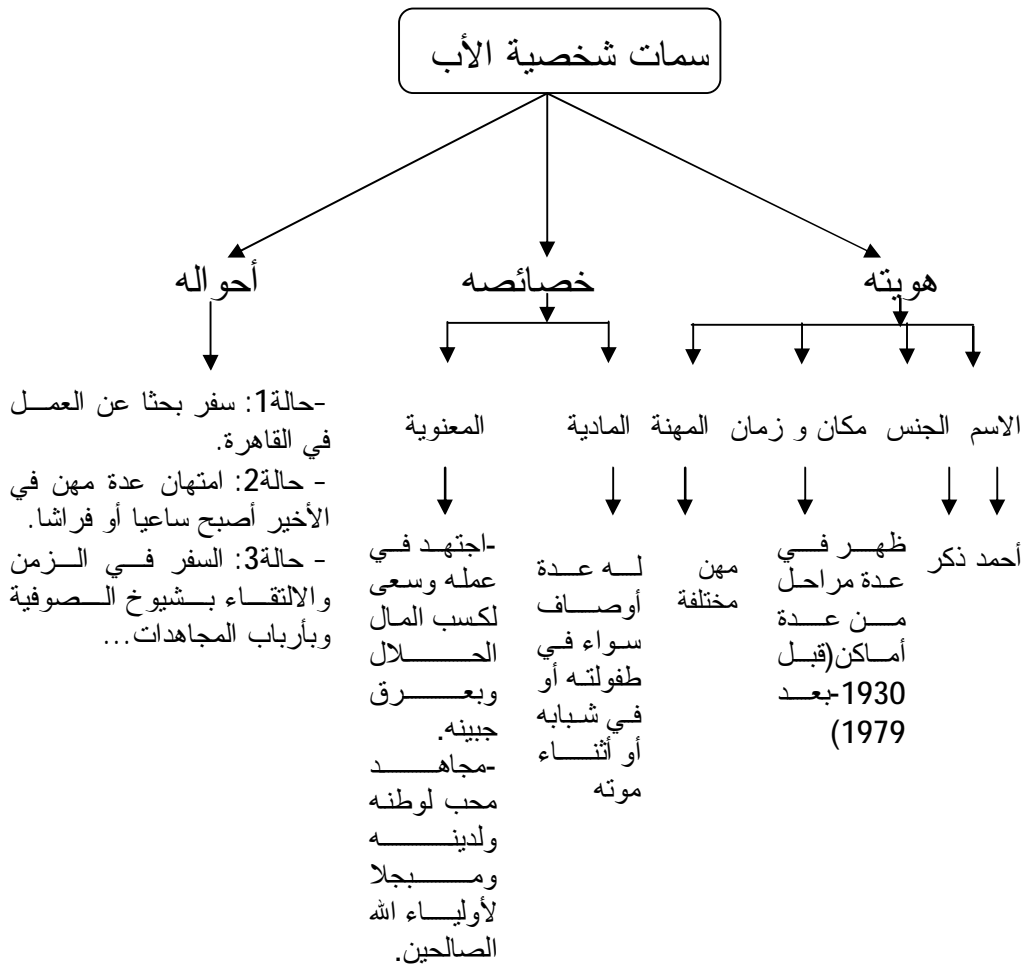 سمات شخصية الأب
هويته
خصائصه
أحواله
الاسم
الجنس
مكان و زمان
المهنة
المادية
المعنوية
أحمد
ذكر
ظهر في
عدة مراحل
من عدة
أماكن(قبل
1930-بعد
1979)
مهن
مختلفة
له عدة
أوصاف
سواء في
طفولته أو
في شبابه
أو أثناء
موته
-اجتهد في
عمله وسعى
لكسب المال
الحلال
وبعرق
جبينه.
-مجاهد
محب لوطنه
ولدينه
ومبجلا
لأولياء الله
الصالحين.
-حالة1: سفر بحثا عن العمل
في القاهرة.
- حالة2: امتهان عدة مهن في
الأخير أصبح ساعيا أو فراشا.
- حالة3: السفر في الزمن
والالتقاء بشيوخ الصوفية
وبأرباب المجاهدات...